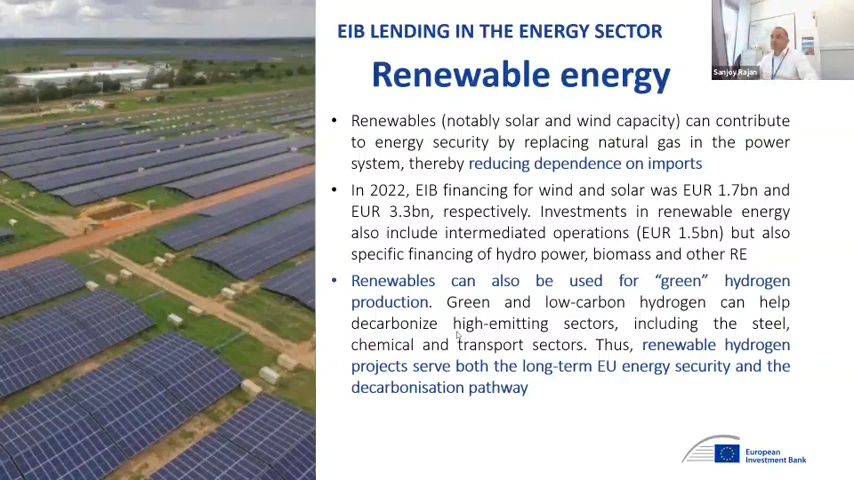 EIB LENDING IN THE ENERGY SECTOR
Renewable energy
Sanjoy Rajan
• Renewables (notably solar and wind capacity) can contribute
to energy security by replacing natural gas in the power
system, thereby reducing dependence on imports
• In 2022, EIB financing for wind and solar was EUR 1.7bn and
EUR 3.3bn, respectively. Investments in renewable energy
also include intermediated operations (EUR 1.5bn) but also
specific financing of hydro power, biomass and other RE
• Renewables can also be used for “green” hydrogen
production. Green and low-carbon hydrogen can help
decarbonize high-emitting sectors, including the steel,
chemical and transport sectors. Thus, renewable hydrogen
projects serve both the long-term EU energy security and the
decarbonisation pathway
European
Investment Bank